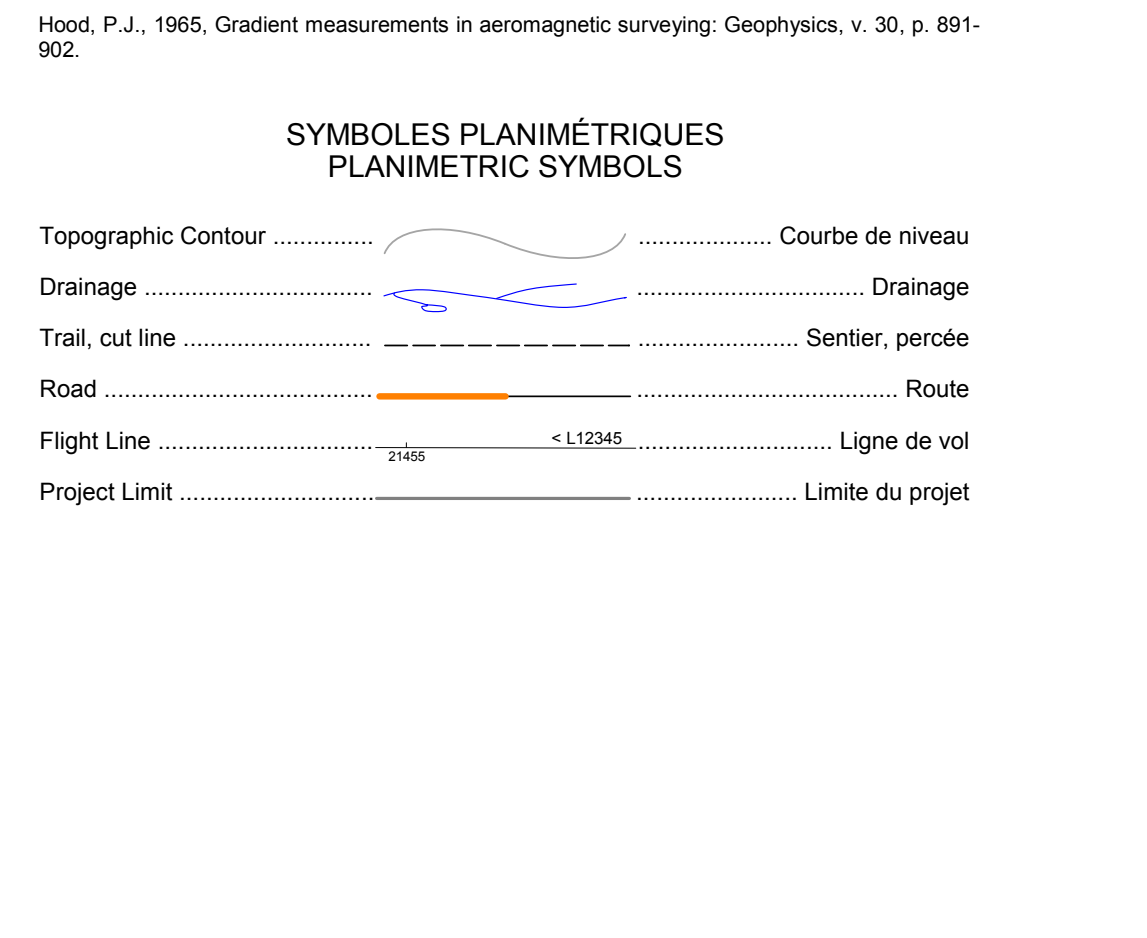 Hood, P.J., 1965, Gradient measurements in aeromagnetic surveying: Geophysics, v. 30, p. 891-
902.
SYMBOLES PLANIMÉTRIQUES
PLANIMETRIC SYMBOLS
Topographic Contour ............... .................... Courbe de niveau
Drainage .................................. .................................. Drainage
Trail, cut line ............................ ........................ Sentier, percée
Road ........................................ ....................................... Route
Flight Line ................................ < L12345 ............................. Ligne de vol
21455
Project Limit ............................. ........................ Limite du projet